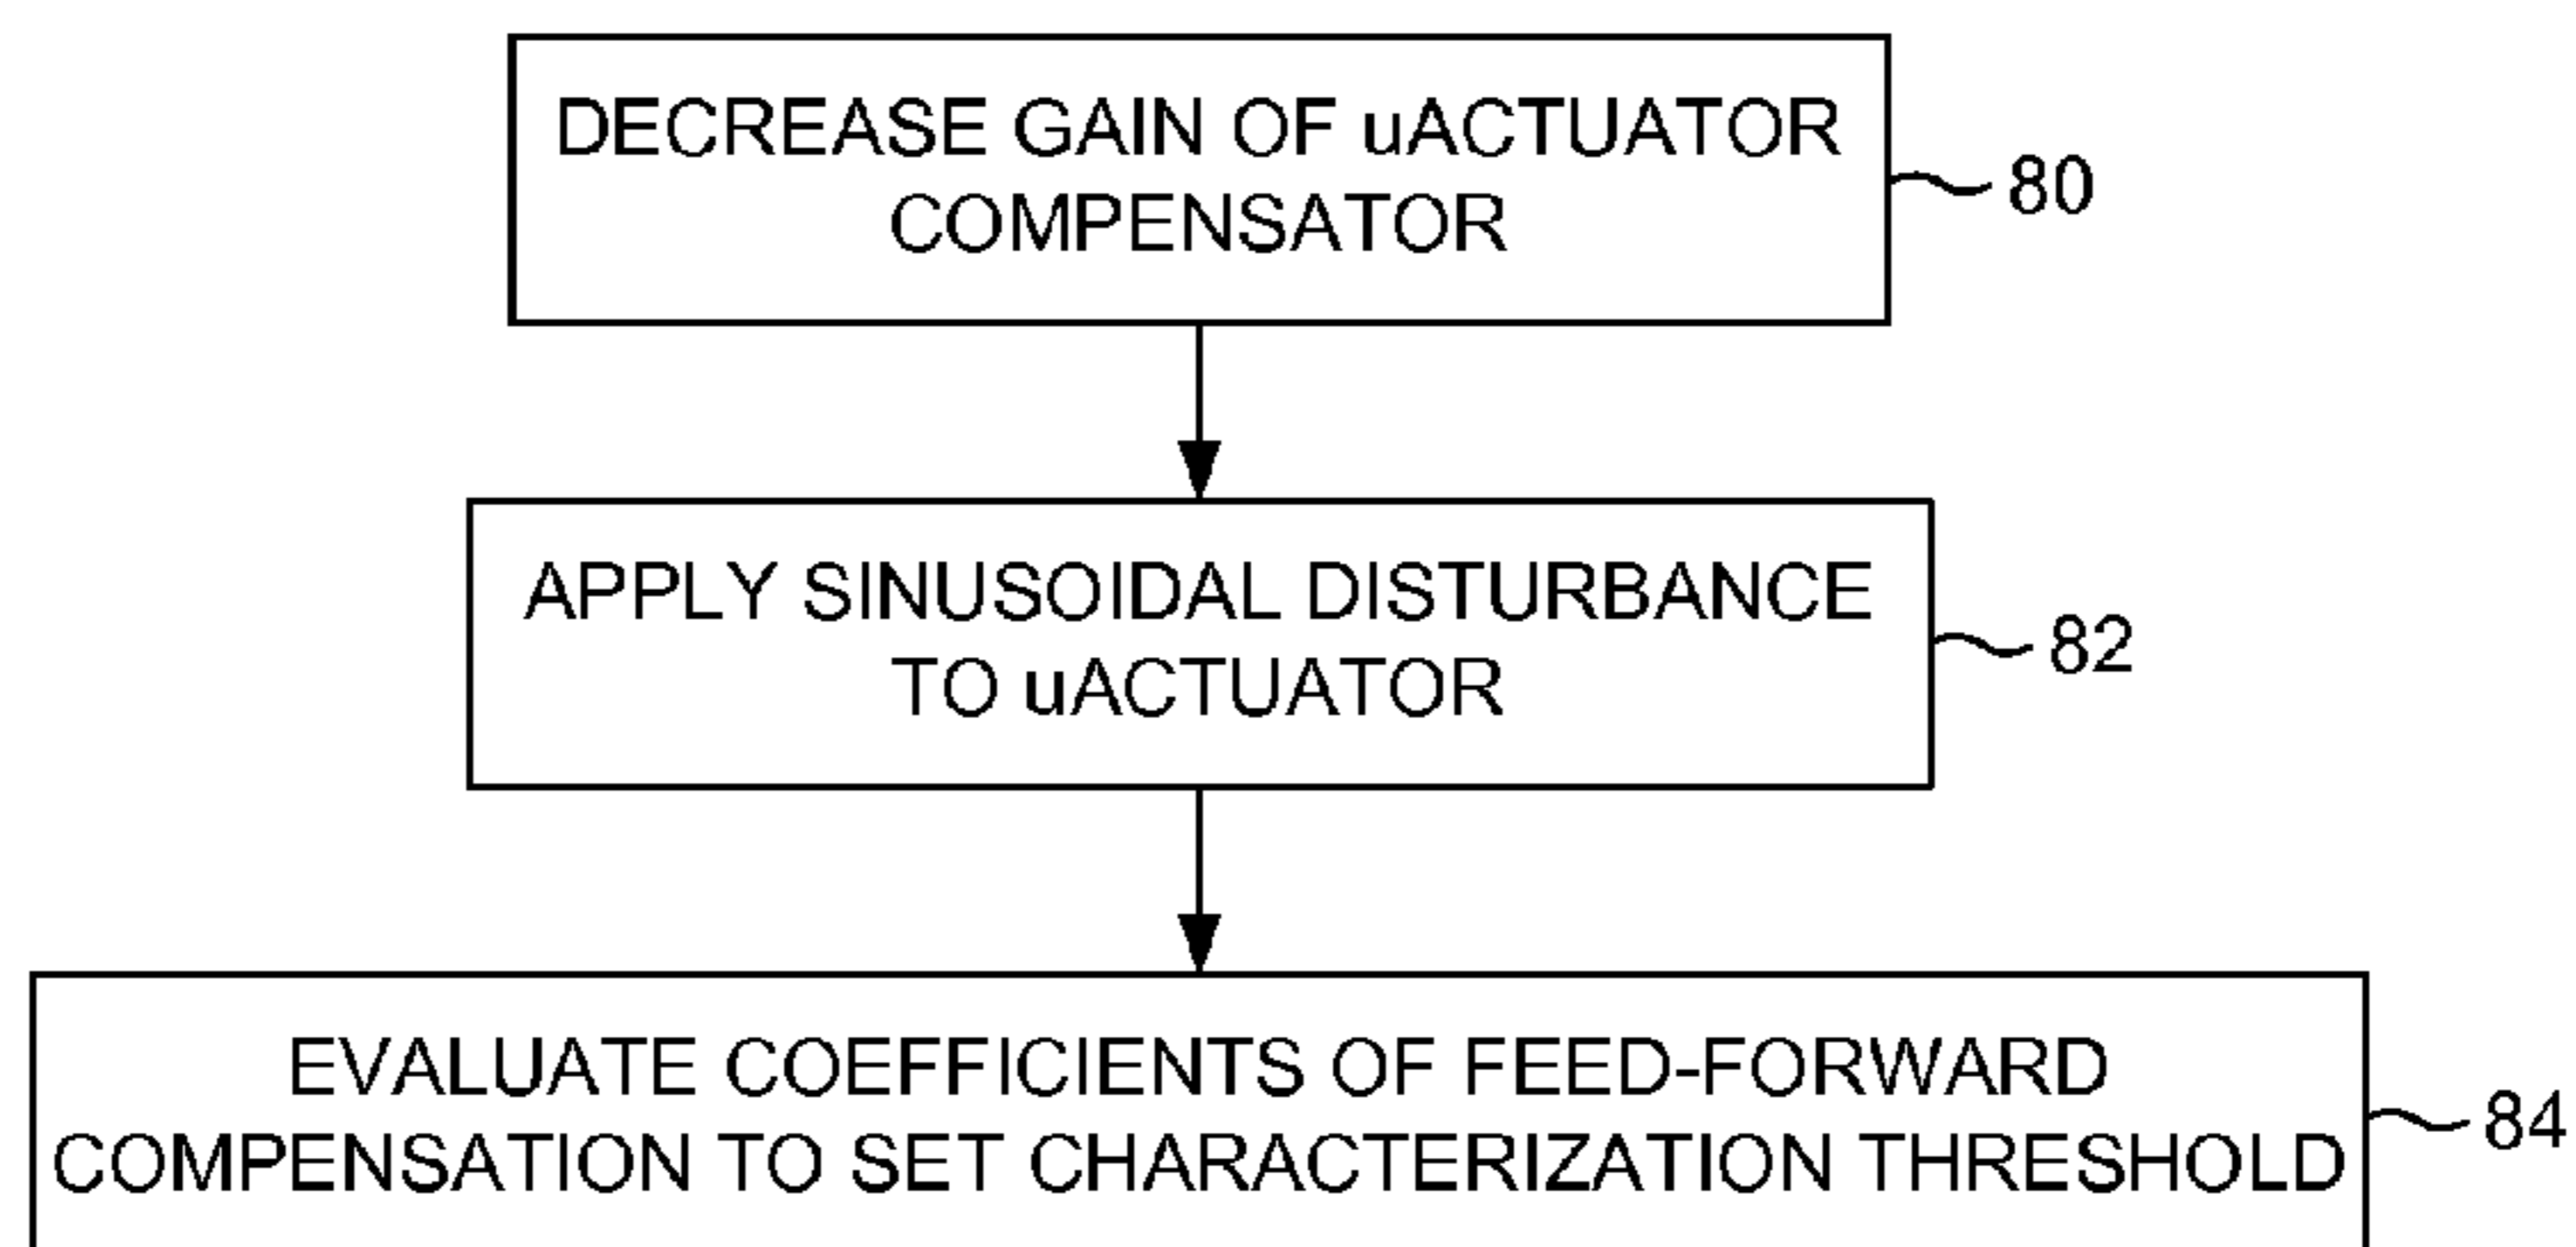 DECREASE GAIN OF uACTUATOR
COMPENSATOR
80
APPLY SINUSOIDAL DISTURBANCE
TO uACTUATOR
82
EVALUATE COEFFICIENTS OF FEED-FORWARD
COMPENSATION TO SET CHARACTERIZATION THRESHOLD
84